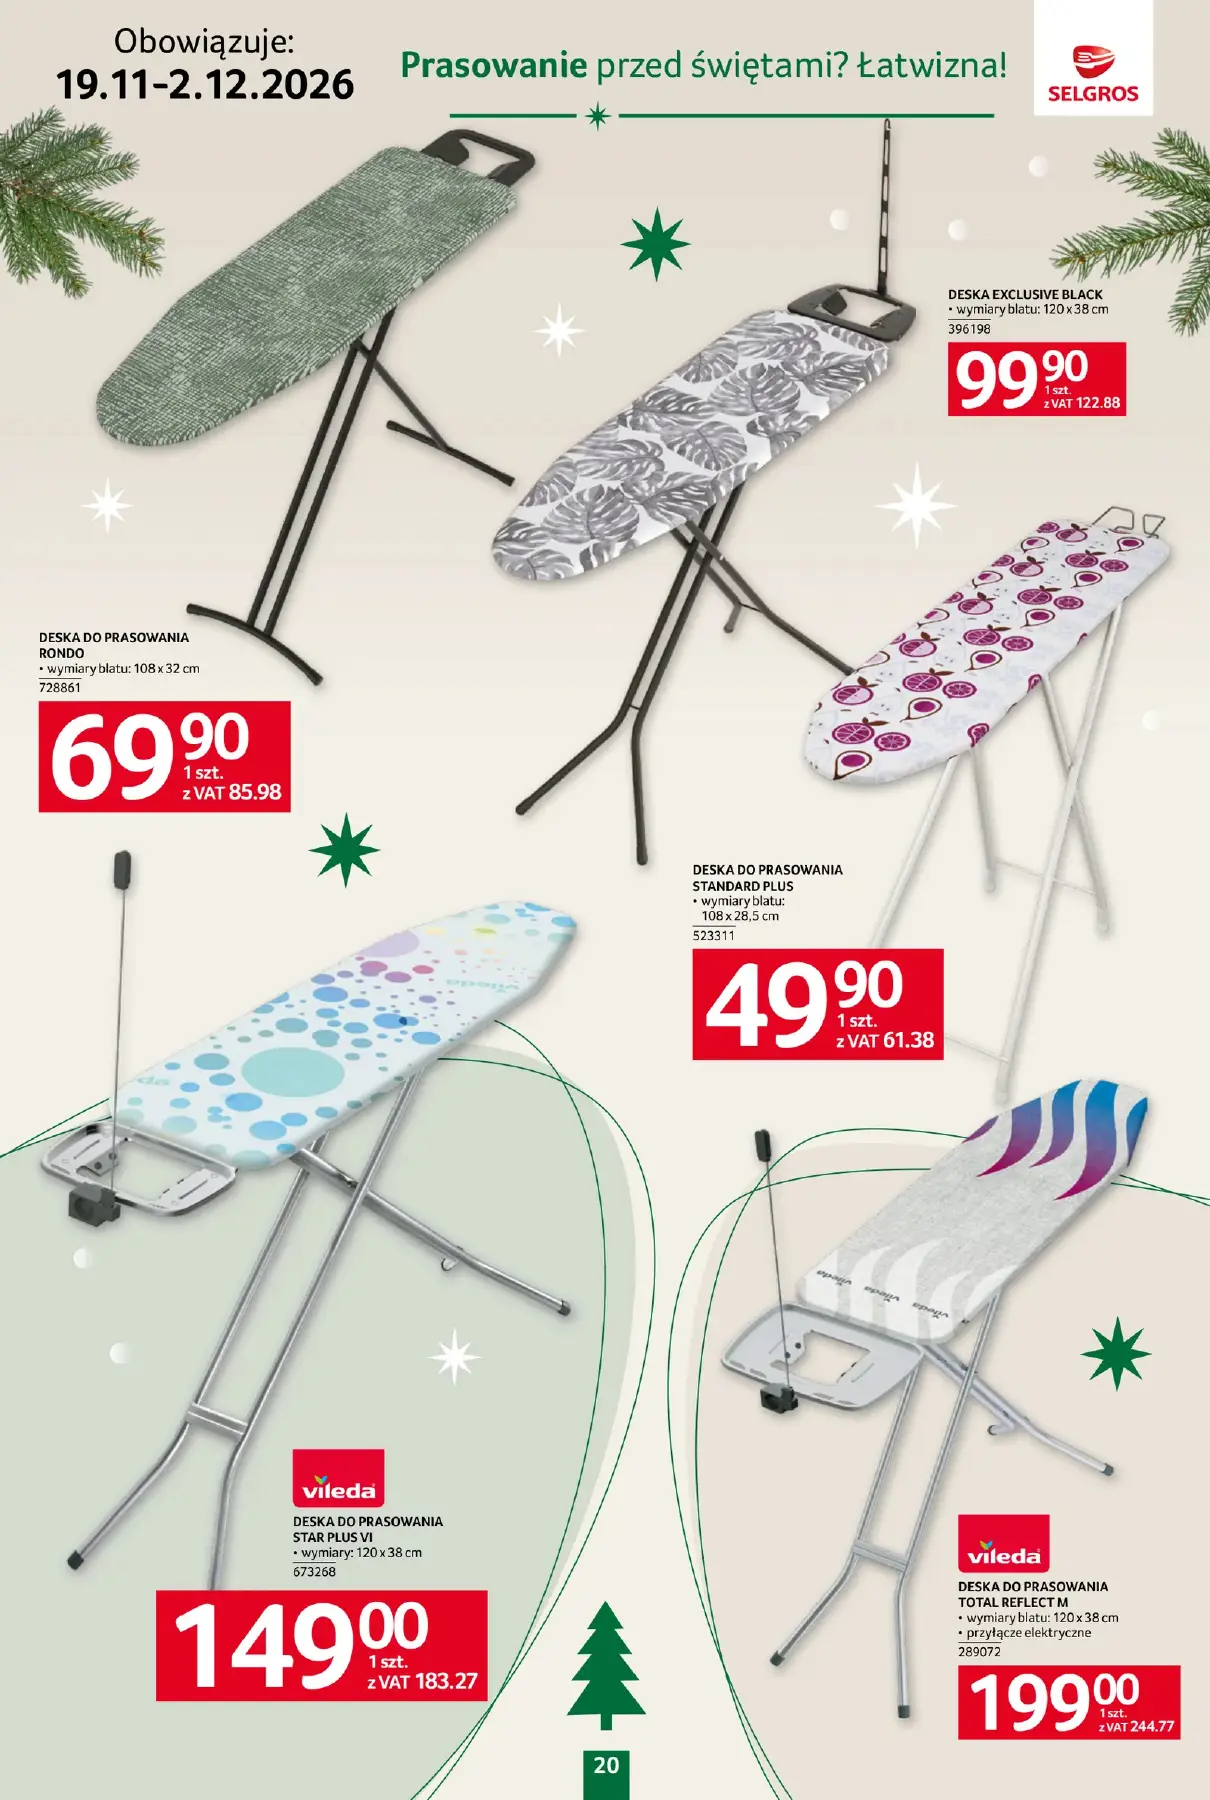 Obowiązuje:
19.11-2.12.2026
Prasowanie przed świętami? Łatwizna!
SELGROS
DESKA EXCLUSIVE BLACK
• wymiary blatu: 120 x 38 cm
396198
99 90
1 szt.
z VAT 122.88
DESKA DO PRASOWANIA
RONDO
• wymiary blatu: 108 x 32 cm
728861
69 90
1 szt.
z VAT 85.98
DESKA DO PRASOWANIA
STANDARD PLUS
• wymiary blatu:
108 x 28,5 cm
523311
49 90
1 szt.
z VAT 61.38
vileda
vileda
DESKA DO PRASOWANIA
STAR PLUS VI
• wymiary: 120 x 38 cm
673268
149 00
1 szt.
z VAT 183.27
vileda
vileda
vileda
vileda
DESKA DO PRASOWANIA
TOTAL REFLECT M
• wymiary blatu: 120 x 38 cm
• przyłącze elektryczne
289072
199 00
1 szt.
z VAT 244.77
20